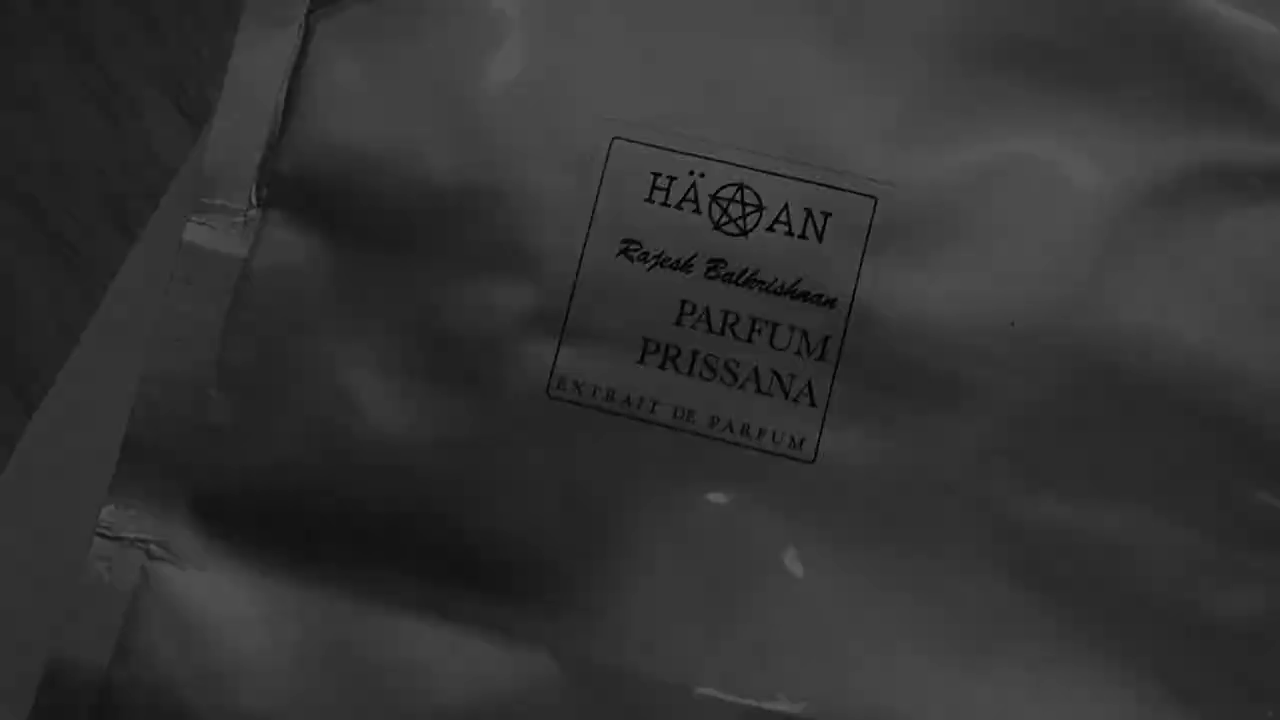 HÄ AN
Rajesh Balkrishnan
PARFUM
PRISSANA
EXTRAIT DE PARFUM